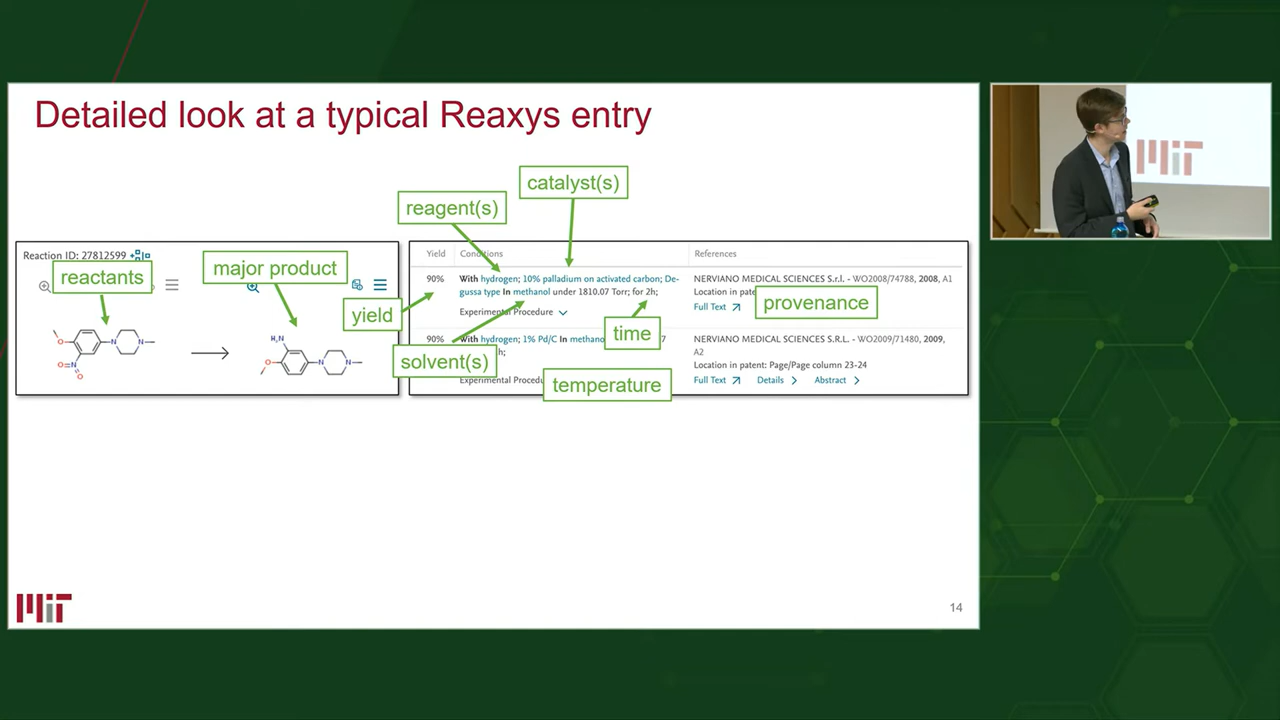 Detailed look at a typical Reaxys entry
catalyst(s)
reagent(s)
Reaction ID: 27812599
reactants
major product
Yield Conditions References
90% With hydrogen; 10% palladium on activated carbon; De-
gussa type In methanol under 1810.07 Torr; for 2h;
Experimental Procedure
NERVIANO MEDICAL SCIENCES S.r.l. - WO2008/74788, 2008, A1
Location in
Full Text
provenance
yield
time
solvent(s)
temperature
90% With hydrogen; 1% Pd/C In
h;
Experimental
NERVIANO MEDICAL SCIENCES S.R.L. - WO2009/71480, 2009,
A2
Location in patent: Page/Page column 23-24
Full Text Details Abstract
O
N
N
N
O
O
H₂N
O
N
N
MIT
14
MIT